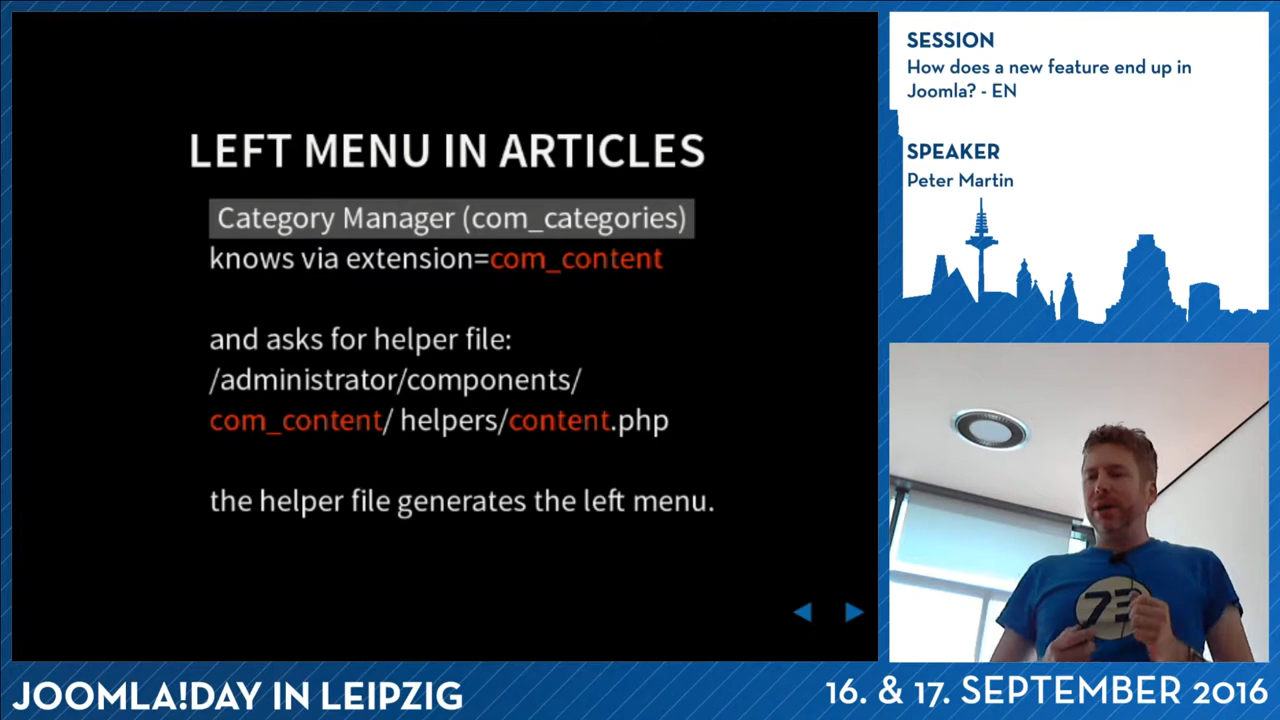 LEFT MENU IN ARTICLES
Category Manager (com_categories)
knows via extension=com_content
and asks for helper file:
/administrator/components/
com_content/ helpers/content.php
the helper file generates the left menu.
SESSION
How does a new feature end up in
Joomla? - EN
SPEAKER
Peter Martin
73
JOOMLA!DAY IN LEIPZIG
16. & 17. SEPTEMBER 2016